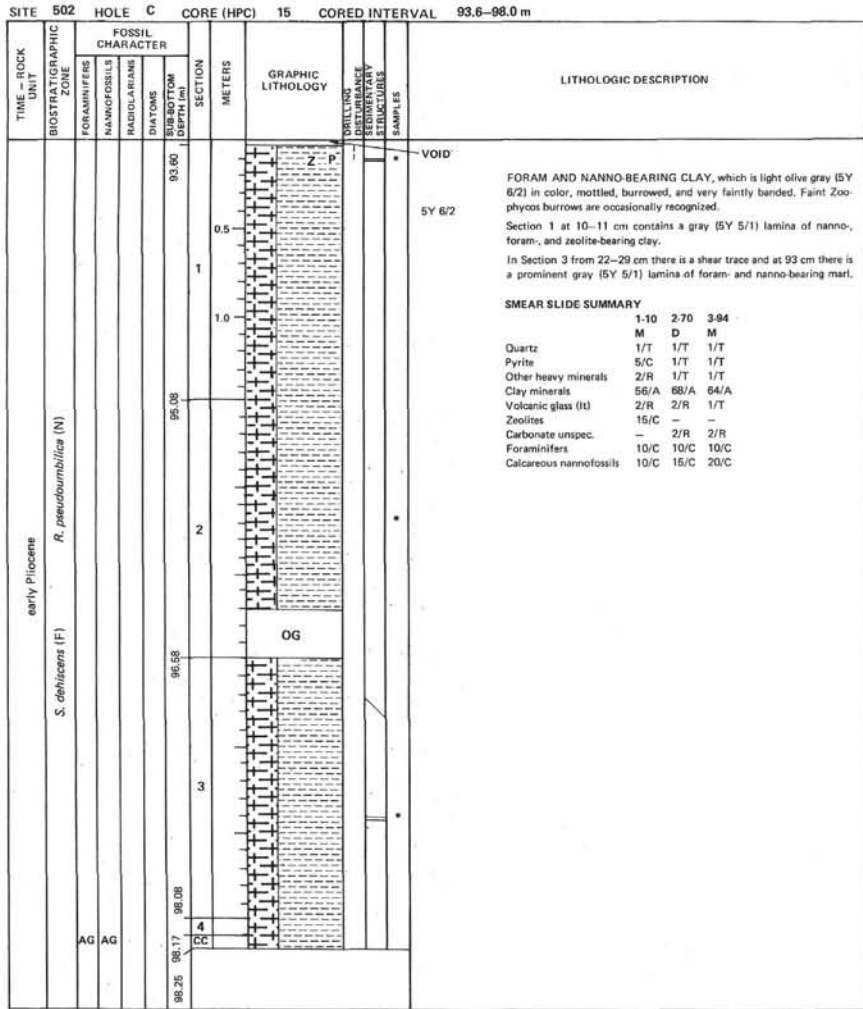 SITE 502 HOLE C CORE (HPC) 15 CORED INTERVAL 93.6–98.0 m
TIME – ROCK UNIT
BIOSTRATIGRAPHIC ZONE
FOSSIL CHARACTER
FORAMINIFERS
NANNOFOSSILS
RADIOLARIANS
DIATOMS
SUB-BOTTOM DEPTH (m)
SECTION
METERS
GRAPHIC LITHOLOGY
DRILLING DISTURBANCE
SEDIMENTARY STRUCTURES
SAMPLES
LITHOLOGIC DESCRIPTION
early Pliocene
R. pseudoumbilica (N)
S. dehiscens (F)
AG AG
93.60
95.08
96.58
98.08
98.17
98.25
1
2
3
4
CC
0.5
1.0
Z P
OG
*
*
*
VOID
5Y 6/2
FORAM AND NANNO-BEARING CLAY, which is light olive gray (5Y
6/2) in color, mottled, burrowed, and very faintly banded. Faint Zoo-
phycos burrows are occasionally recognized.
Section 1 at 10–11 cm contains a gray (5Y 5/1) lamina of nanno-,
foram-, and zeolite-bearing clay.
In Section 3 from 22–29 cm there is a shear trace and at 93 cm there is
a prominent gray (5Y 5/1) lamina of foram- and nanno-bearing marl.
SMEAR SLIDE SUMMARY
1-10 2-70 3-94
M D M
Quartz 1/T 1/T 1/T
Pyrite 5/C 1/T 1/T
Other heavy minerals 2/R 1/T 1/T
Clay minerals 56/A 68/A 64/A
Volcanic glass (lt) 2/R 2/R 1/T
Zeolites 15/C – –
Carbonate unspec. – 2/R 2/R
Foraminifers 10/C 10/C 10/C
Calcareous nannofossils 10/C 15/C 20/C